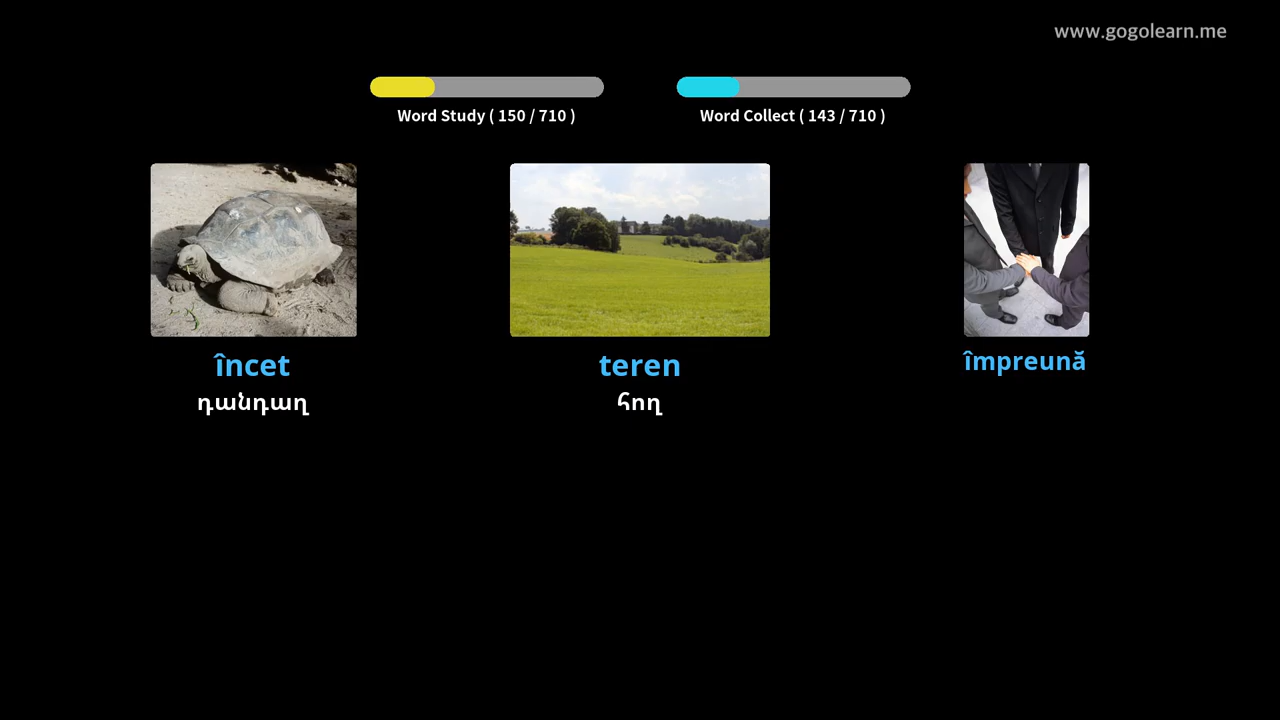 www.gogolearn.me
Word Study ( 150 / 710 )
Word Collect ( 143 / 710 )
încet
դանդաղ
teren
հող
împreună